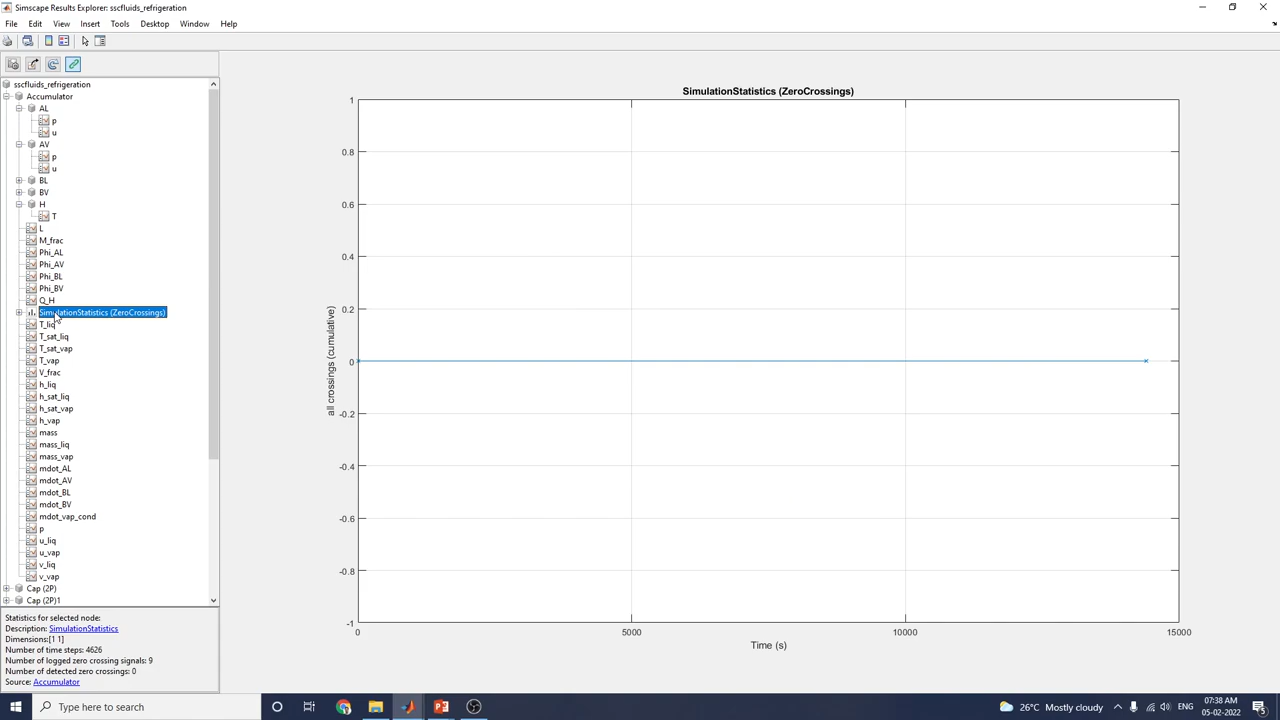 Simscape Results Explorer: sscfluids_refrigeration
File Edit View Insert Tools Desktop Window Help
sscfluids_refrigeration
Accumulator
AL
p
u
AV
p
u
BL
BV
H
T
L
M_frac
Phi_AL
Phi_AV
Phi_BL
Phi_BV
Q_H
SimulationStatistics (ZeroCrossings)
T_liq
T_sat_liq
T_sat_vap
T_vap
V_frac
h_liq
h_sat_liq
h_sat_vap
h_vap
mass
mass_liq
mass_vap
mdot_AL
mdot_AV
mdot_BL
mdot_BV
mdot_vap_cond
p
u_liq
u_vap
v_liq
v_vap
Cap (2P)
Cap (2P)1
Statistics for selected node:
Description: SimulationStatistics
Dimensions:[1 1]
Number of time steps: 4626
Number of logged zero crossing signals: 9
Number of detected zero crossings: 0
Source: Accumulator
SimulationStatistics (ZeroCrossings)
1
0.8
0.6
0.4
0.2
0
-0.2
-0.4
-0.6
-0.8
-1
all crossings (cumulative)
0 5000 10000 15000
Time (s)
Type here to search
26°C Mostly cloudy
07:38 AM
05-02-2022